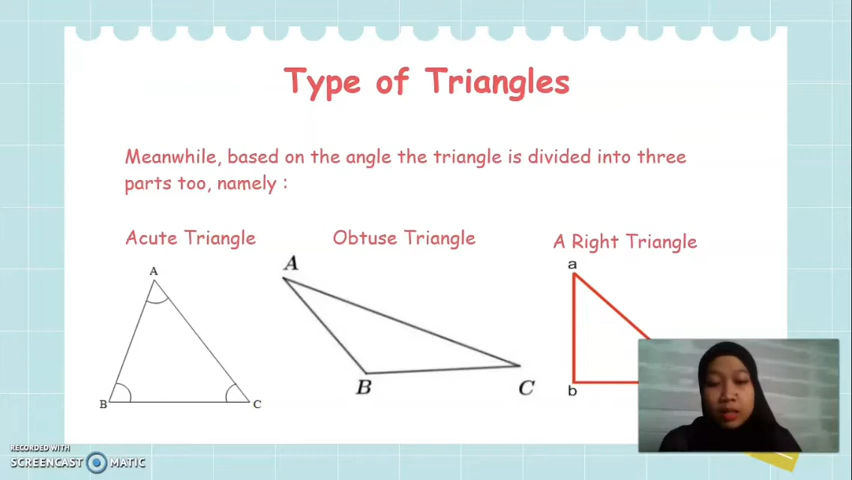 Type of Triangles
Meanwhile, based on the angle the triangle is divided into three
parts too, namely :
Acute Triangle
Obtuse Triangle
A Right Triangle
A
B
C
A
B
C
a
b
RECORDED WITH
SCREENCAST MATIC